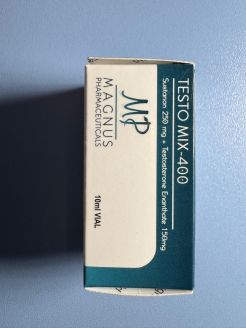 TESTO MIX-400
Sustanon 250 mg + Testosterone Enanthate 150mg
MP
MAGNUS
PHARMACEUTICALS
10ml VIAL